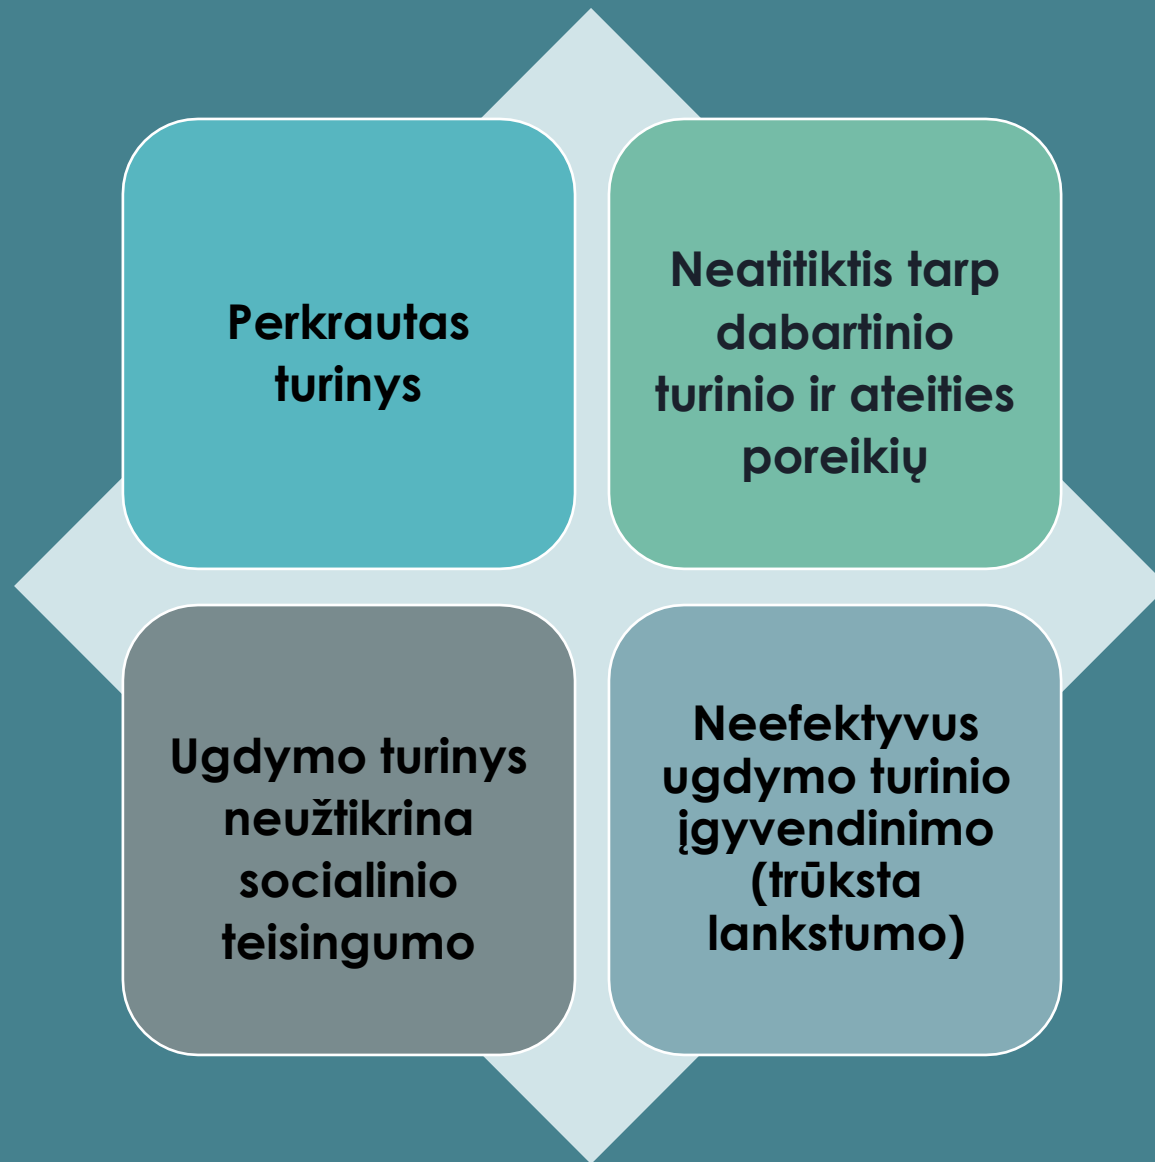 Perkrautas
turinys
Neatitiktis tarp
dabartinio
turinio ir ateities
poreikių
Ugdymo turinys
neužtikrina
socialinio
teisingumo
Neefektyvus
ugdymo turinio
įgyvendinimo
(trūksta
lankstumo)